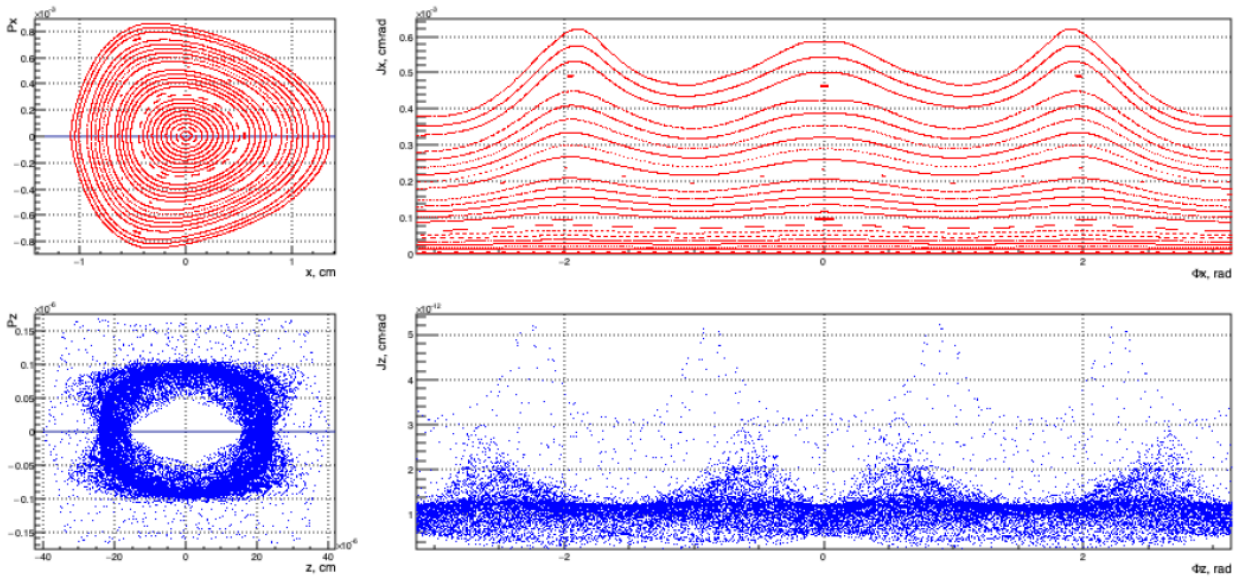 ×10⁻³
Px
0.8
0.6
0.4
0.2
0
−0.2
−0.4
−0.6
−0.8
−1 0 1
x, cm
×10⁻³
Jx, cm·rad
0.6
0.5
0.4
0.3
0.2
0.1
0
−2 0 2
Φx, rad
×10⁻⁶
Pz
0.15
0.1
0.05
0
−0.05
−0.1
−0.15
−40 −20 0 20 40
×10⁻⁶
z, cm
×10⁻¹²
Jz, cm·rad
5
4
3
2
1
−2 0 2
Φz, rad